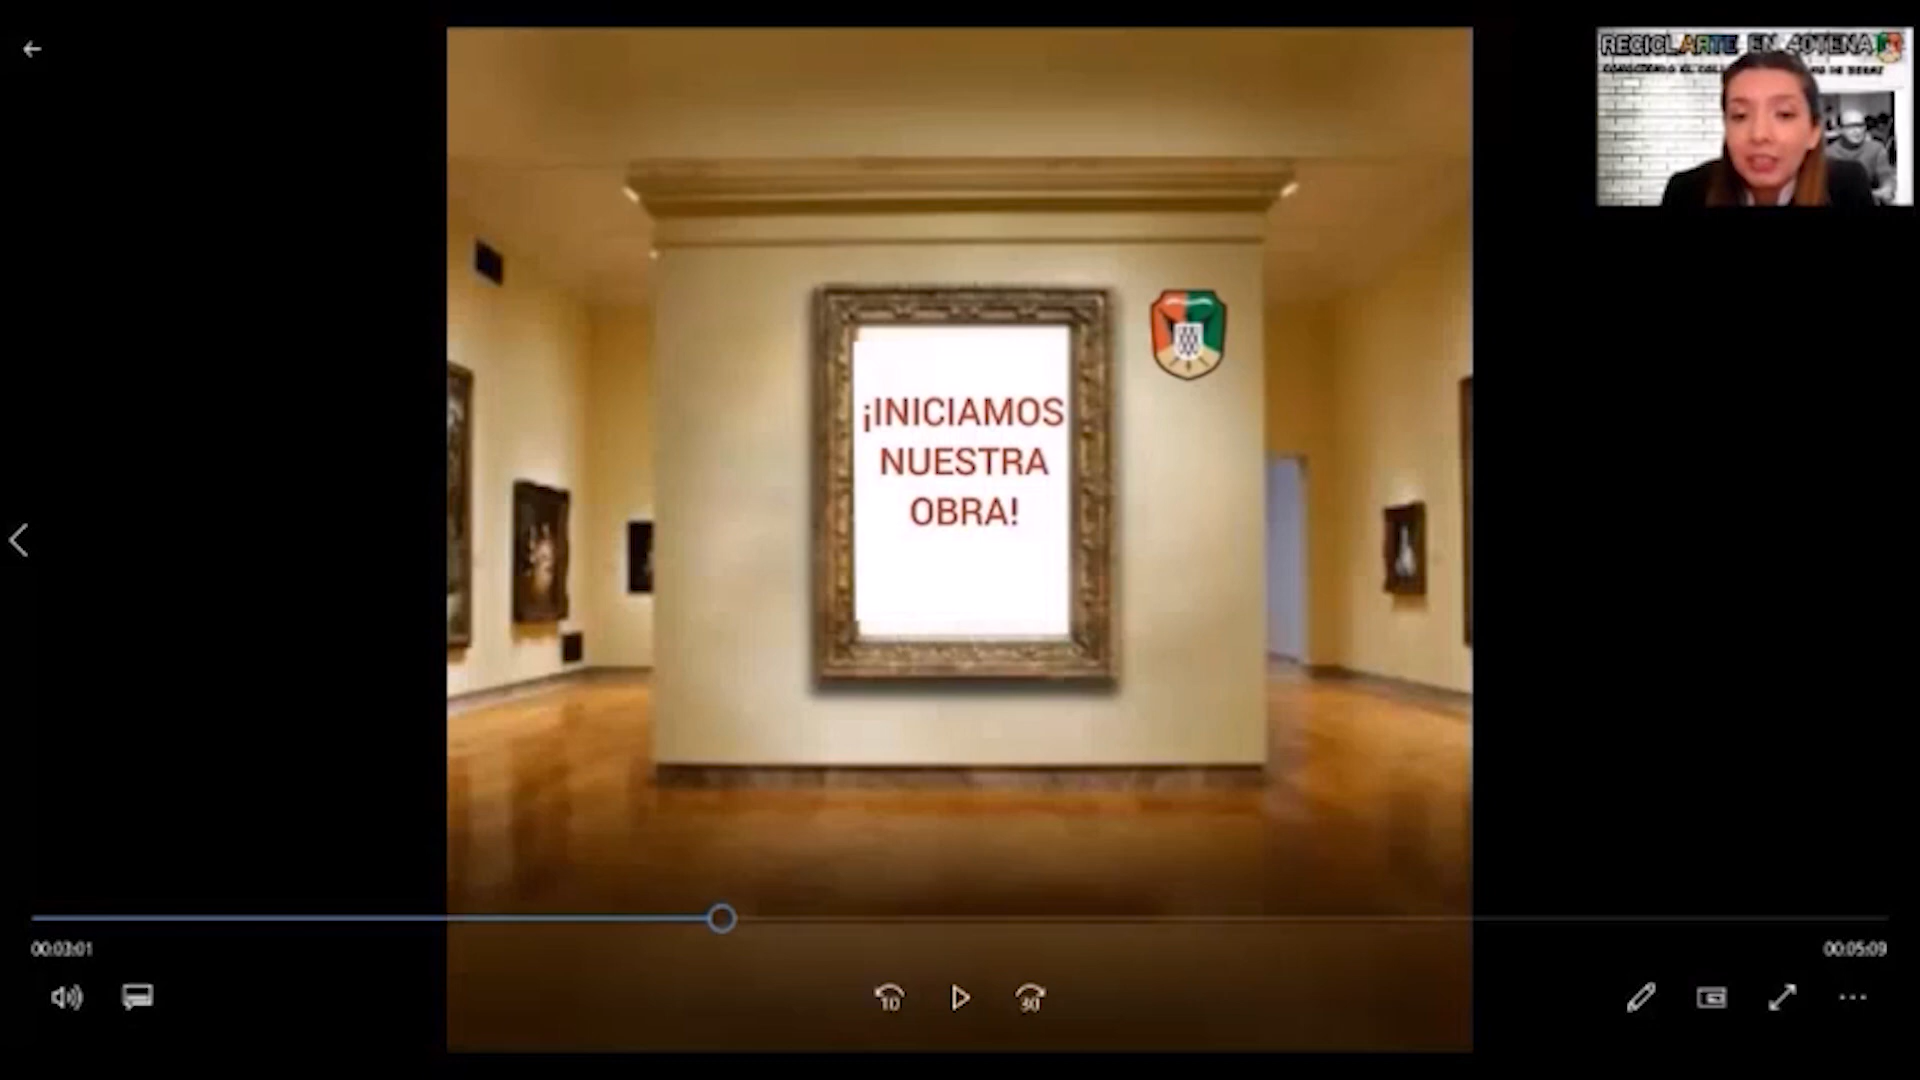 RECICLARTE EN 40TENA
¡INICIAMOS
NUESTRA
OBRA!
00:03:01
00:05:09
10
30